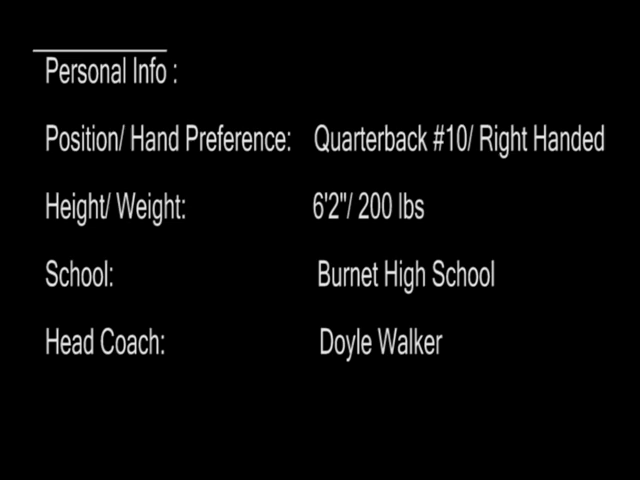 Personal Info :
Position/ Hand Preference: Quarterback #10/ Right Handed
Height/ Weight: 6'2"/ 200 lbs
School: Burnet High School
Head Coach: Doyle Walker